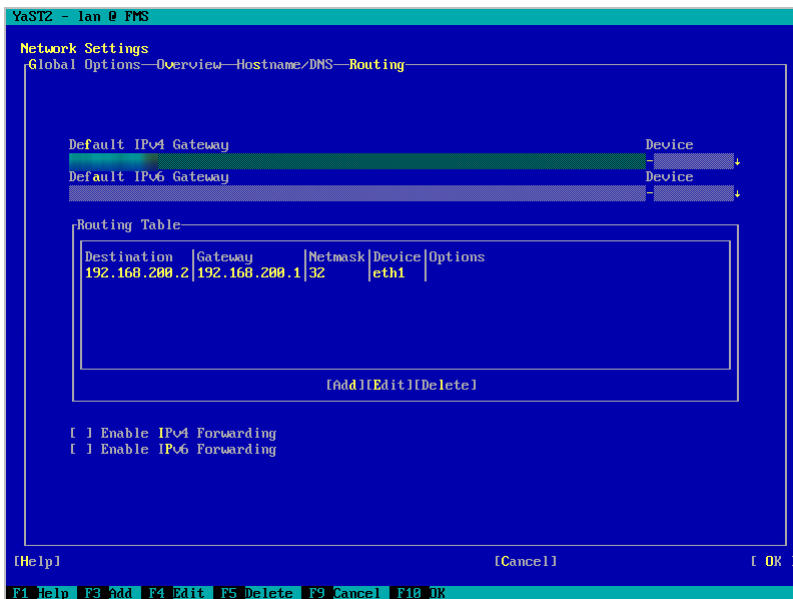 YaST2 - lan @ FMS
Network Settings
Global Options—Overview—Hostname/DNS—Routing
Default IPv4 Gateway Device
Default IPv6 Gateway Device
Routing Table
Destination |Gateway |Netmask|Device|Options
192.168.200.2|192.168.200.1|32 |eth1 |
[Add][Edit][Delete]
[ ] Enable IPv4 Forwarding
[ ] Enable IPv6 Forwarding
[Help] [Cancel] [ OK
F1 Help F3 Add F4 Edit F5 Delete F9 Cancel F10 OK